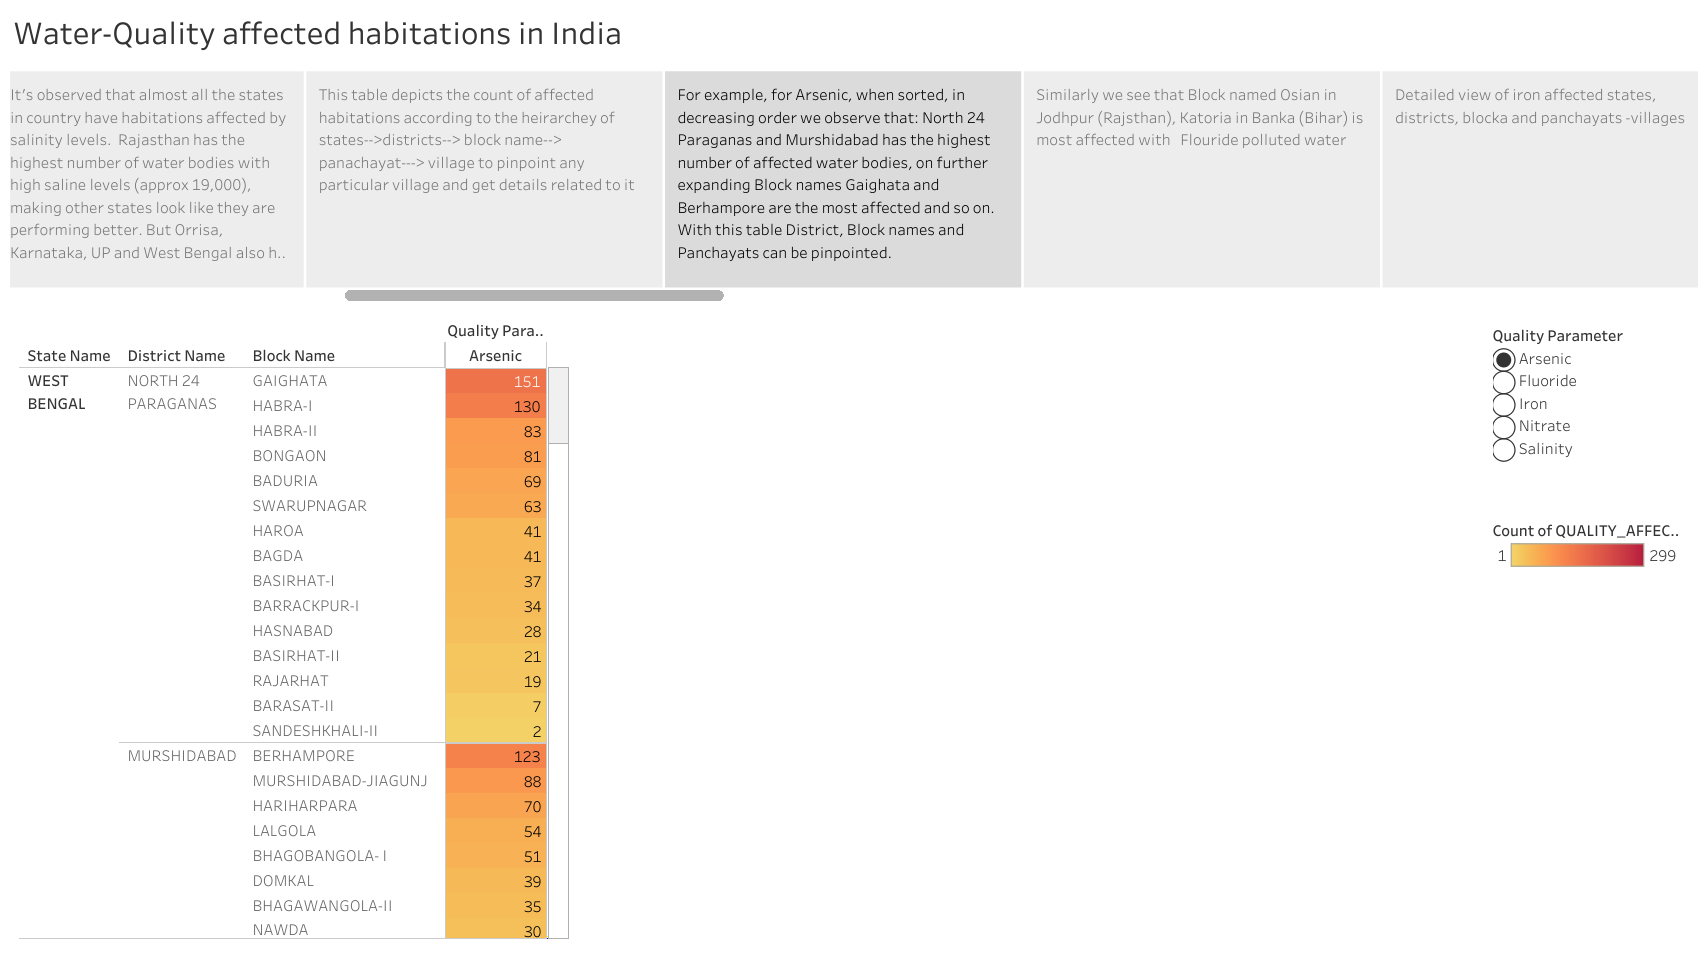 Water-Quality affected habitations in India
It's observed that almost all the states
in country have habitations affected by
salinity levels.  Rajasthan has the
highest number of water bodies with
high saline levels (approx 19,000),
making other states look like they are
performing better. But Orrisa,
Karnataka, UP and West Bengal also h..
This table depicts the count of affected
habitations according to the heirarchey of
states-->districts--> block name-->
panachayat---> village to pinpoint any
particular village and get details related to it
For example, for Arsenic, when sorted, in
decreasing order we observe that: North 24
Paraganas and Murshidabad has the highest
number of affected water bodies, on further
expanding Block names Gaighata and
Berhampore are the most affected and so on.
With this table District, Block names and
Panchayats can be pinpointed.
Similarly we see that Block named Osian in
Jodhpur (Rajsthan), Katoria in Banka (Bihar) is
most affected with  Flouride polluted water
Detailed view of iron affected states,
districts, blocka and panchayats -villages
Quality Para..
State Name District Name Block Name Arsenic
WEST BENGAL NORTH 24 PARAGANAS GAIGHATA 151
HABRA-I 130
HABRA-II 83
BONGAON 81
BADURIA 69
SWARUPNAGAR 63
HAROA 41
BAGDA 41
BASIRHAT-I 37
BARRACKPUR-I 34
HASNABAD 28
BASIRHAT-II 21
RAJARHAT 19
BARASAT-II 7
SANDESHKHALI-II 2
MURSHIDABAD BERHAMPORE 123
MURSHIDABAD-JIAGUNJ 88
HARIHARPARA 70
LALGOLA 54
BHAGOBANGOLA- I 51
DOMKAL 39
BHAGAWANGOLA-II 35
NAWDA 30
Quality Parameter
Arsenic
Fluoride
Iron
Nitrate
Salinity
Count of QUALITY_AFFEC..
1 299